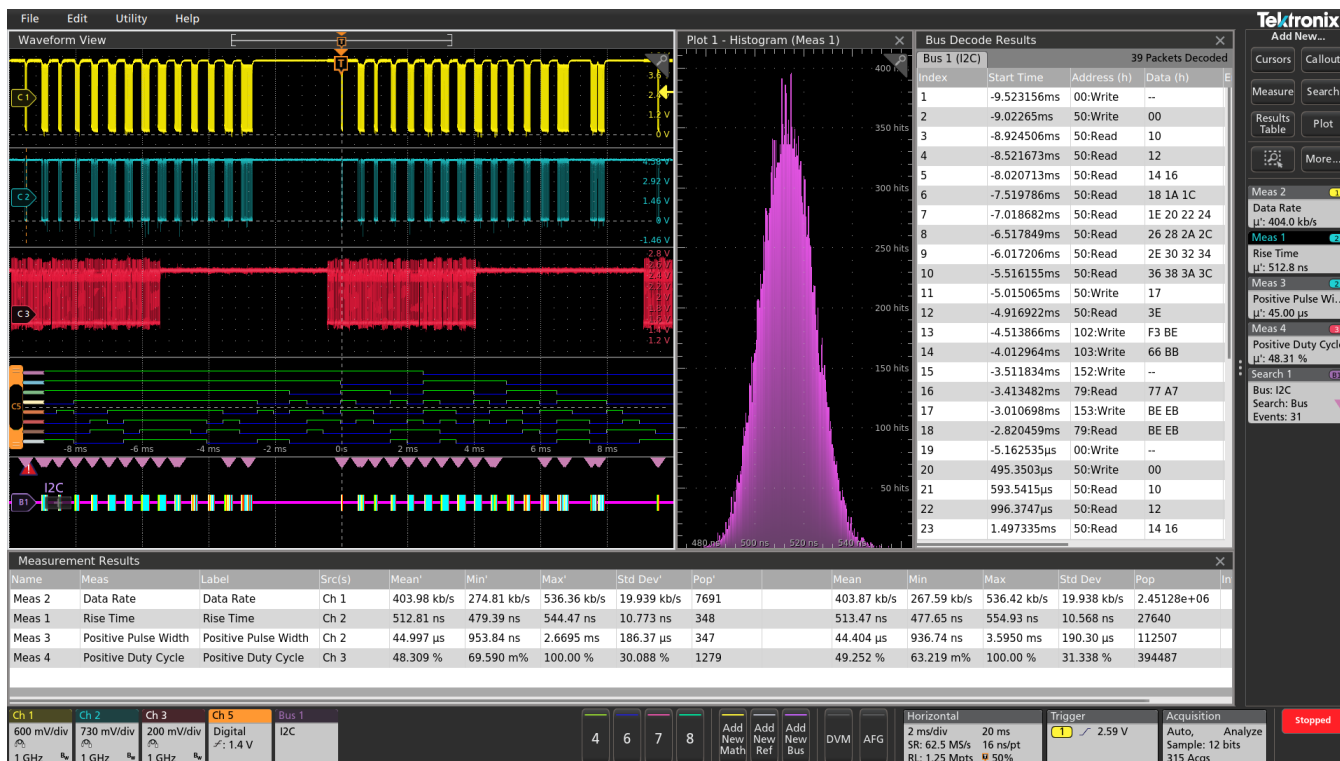 File Edit Utility Help
Tektronix
Add New...
Waveform View
Plot 1 - Histogram (Meas 1)
Bus Decode Results
Bus 1 (I2C) 39 Packets Decoded
Index Start Time Address (h) Data (h) E
1 -9.523156ms 00:Write --
2 -9.02265ms 50:Write 00
3 -8.924506ms 50:Read 10
4 -8.521673ms 50:Read 12
5 -8.020713ms 50:Read 14 16
6 -7.519786ms 50:Read 18 1A 1C
7 -7.018682ms 50:Read 1E 20 22 24
8 -6.517849ms 50:Read 26 28 2A 2C
9 -6.017206ms 50:Read 2E 30 32 34
10 -5.516155ms 50:Read 36 38 3A 3C
11 -5.015065ms 50:Write 17
12 -4.916922ms 50:Read 3E
13 -4.513866ms 102:Write F3 BE
14 -4.012964ms 103:Write 66 BB
15 -3.511834ms 152:Write --
16 -3.413482ms 79:Read 77 A7
17 -3.010698ms 153:Write BE EB
18 -2.820459ms 79:Read BE EB
19 -5.162535µs 00:Write --
20 495.3503µs 50:Write 00
21 593.5415µs 50:Read 10
22 996.3747µs 50:Read 12
23 1.497335ms 50:Read 14 16
T
T
C 1
3.6
1.2 V
0 V
C 2
2.92 V
1.46 V
0 V
-1.46 V
C 3
2.8 V
1.2 V
C5
-8 ms -6 ms -4 ms -2 ms 0s 2 ms 4 ms 6 ms 8 ms
I2C
B1
400
350 hits
300 hits
250 hits
200 hits
150 hits
100 hits
50 hits
480 ns 500 ns 520 ns 540 ns
Cursors Callout
Measure Search
Results Table Plot
More...
Meas 2 1
Data Rate
µ': 404.0 kb/s
Meas 1 2
Rise Time
µ': 512.8 ns
Meas 3 2
Positive Pulse Wi...
µ': 45.00 µs
Meas 4 3
Positive Duty Cycle
µ': 48.31 %
Search 1 B1
Bus: I2C
Search: Bus
Events: 31
Measurement Results
Name Meas Label Src(s) Mean' Min' Max' Std Dev' Pop' Mean Min Max Std Dev Pop In
Meas 2 Data Rate Data Rate Ch 1 403.98 kb/s 274.81 kb/s 536.36 kb/s 19.939 kb/s 7691 403.87 kb/s 267.59 kb/s 536.42 kb/s 19.938 kb/s 2.45128e+06
Meas 1 Rise Time Rise Time Ch 2 512.81 ns 479.39 ns 544.47 ns 10.773 ns 348 513.47 ns 477.65 ns 554.93 ns 10.568 ns 27640
Meas 3 Positive Pulse Width Positive Pulse Width Ch 2 44.997 µs 953.84 ns 2.6695 ms 186.37 µs 347 44.404 µs 936.74 ns 3.5950 ms 190.30 µs 112507
Meas 4 Positive Duty Cycle Positive Duty Cycle Ch 3 48.309 % 69.590 m% 100.00 % 30.088 % 1279 49.252 % 63.219 m% 100.00 % 31.338 % 394487
Ch 1
600 mV/div
1 GHz Bw
Ch 2
730 mV/div
1 GHz Bw
Ch 3
200 mV/div
1 GHz Bw
Ch 5
Digital
: 1.4 V
Bus 1
I2C
4 6 7 8
Add New Math
Add New Ref
Add New Bus
DVM AFG
Horizontal
2 ms/div 20 ms
SR: 62.5 MS/s 16 ns/pt
RL: 1.25 Mpts 50%
Trigger
1 2.59 V
Acquisition
Auto, Analyze
Sample: 12 bits
315 Acqs
Stopped